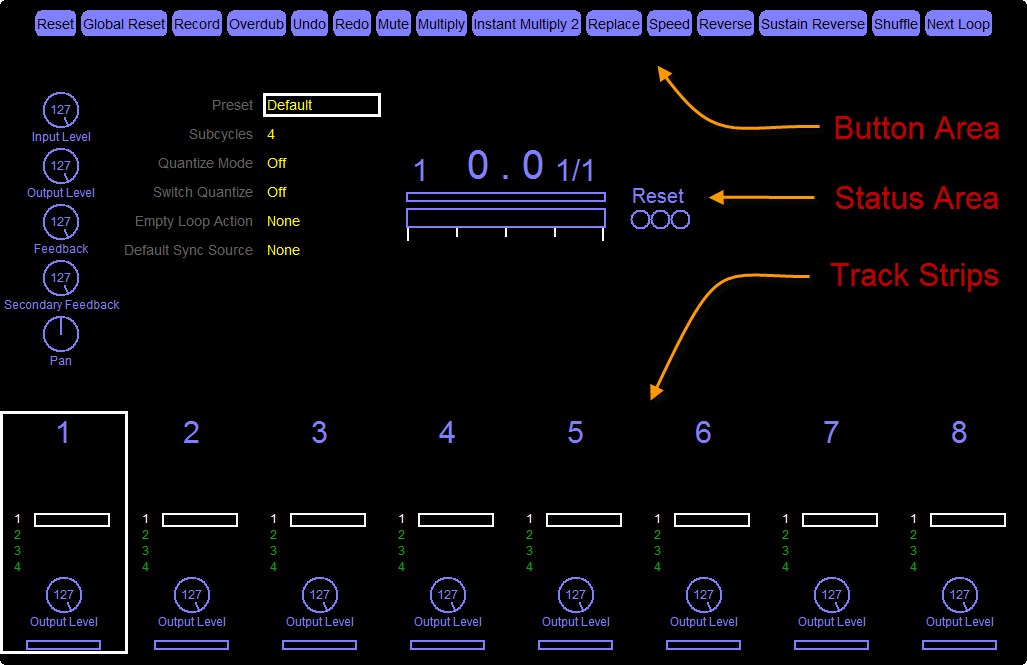 Reset Global Reset Record Overdub Undo Redo Mute Multiply Instant Multiply 2 Replace Speed Reverse Sustain Reverse Shuffle Next Loop
Button Area
127
Input Level
127
Output Level
127
Feedback
127
Secondary Feedback
Pan
Preset Default
Subcycles 4
Quantize Mode Off
Switch Quantize Off
Empty Loop Action None
Default Sync Source None
1 0.0 1/1
Reset
Status Area
Track Strips
1 2 3 4 5 6 7 8
1 1 1 1 1 1 1 1
2 2 2 2 2 2 2 2
3 3 3 3 3 3 3 3
4 4 4 4 4 4 4 4
127 127 127 127 127 127 127 127
Output Level Output Level Output Level Output Level Output Level Output Level Output Level Output Level